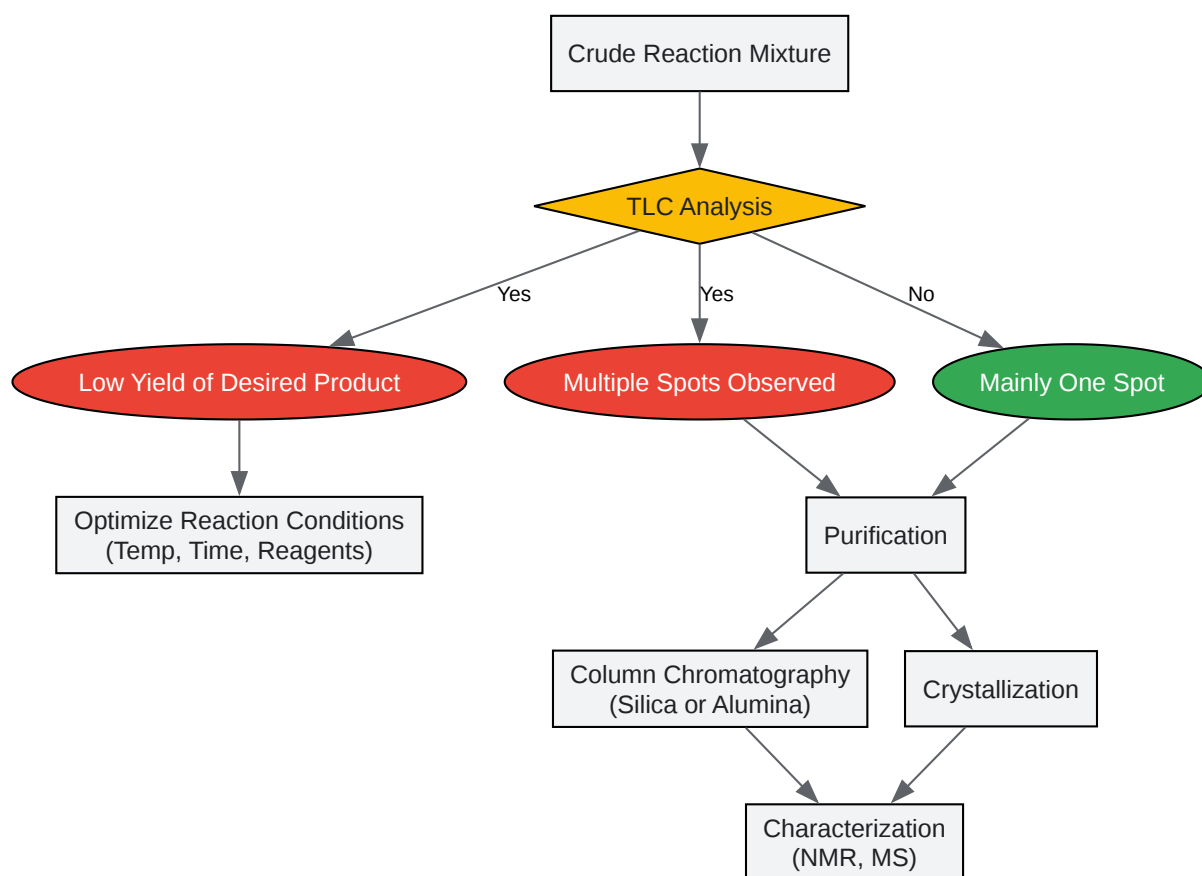 Crude Reaction Mixture
TLC Analysis
Yes
Yes
No
Low Yield of Desired Product
Multiple Spots Observed
Mainly One Spot
Optimize Reaction Conditions
(Temp, Time, Reagents)
Purification
Column Chromatography
(Silica or Alumina)
Crystallization
Characterization
(NMR, MS)